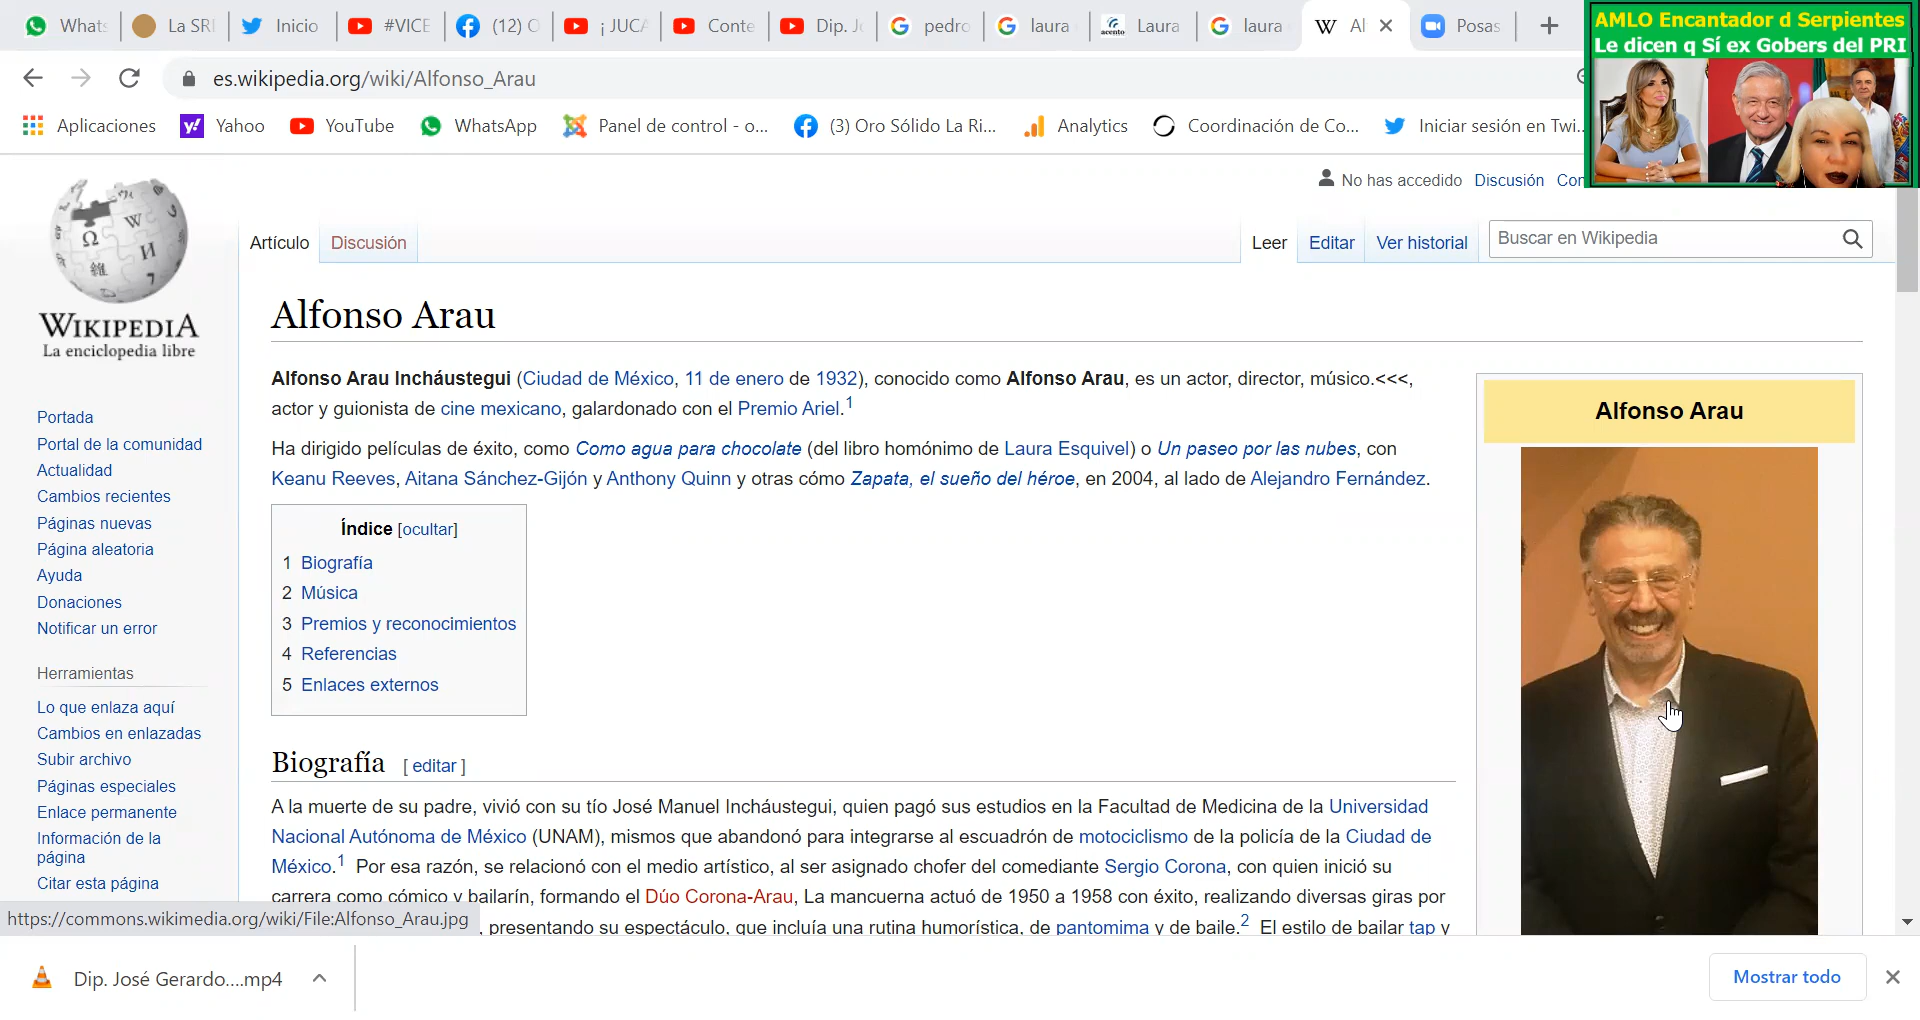 Whats
La SRI
Inicio
#VICE
(12) O
¡ JUCA
Conte
Dip. Jo
pedro
laura
acento
Laura
laura
Al
Posas
AMLO Encantador d Serpientes
Le dicen q Sí ex Gobers del PRI
es.wikipedia.org/wiki/Alfonso_Arau
Aplicaciones
Yahoo
YouTube
WhatsApp
Panel de control - o...
(3) Oro Sólido La Ri...
Analytics
Coordinación de Co...
Iniciar sesión en Twi...
No has accedido Discusión Con
WIKIPEDIA
La enciclopedia libre
Artículo Discusión
Leer Editar Ver historial
Buscar en Wikipedia
Portada
Portal de la comunidad
Actualidad
Cambios recientes
Páginas nuevas
Página aleatoria
Ayuda
Donaciones
Notificar un error
Herramientas
Lo que enlaza aquí
Cambios en enlazadas
Subir archivo
Páginas especiales
Enlace permanente
Información de la
página
Citar esta página
Alfonso Arau
Alfonso Arau Incháustegui (Ciudad de México, 11 de enero de 1932), conocido como Alfonso Arau, es un actor, director, músico.<<<,
actor y guionista de cine mexicano, galardonado con el Premio Ariel.1
Ha dirigido películas de éxito, como Como agua para chocolate (del libro homónimo de Laura Esquivel) o Un paseo por las nubes, con
Keanu Reeves, Aitana Sánchez-Gijón y Anthony Quinn y otras cómo Zapata, el sueño del héroe, en 2004, al lado de Alejandro Fernández.
Índice [ocultar]
1 Biografía
2 Música
3 Premios y reconocimientos
4 Referencias
5 Enlaces externos
Biografía [ editar ]
A la muerte de su padre, vivió con su tío José Manuel Incháustegui, quien pagó sus estudios en la Facultad de Medicina de la Universidad
Nacional Autónoma de México (UNAM), mismos que abandonó para integrarse al escuadrón de motociclismo de la policía de la Ciudad de
México.1 Por esa razón, se relacionó con el medio artístico, al ser asignado chofer del comediante Sergio Corona, con quien inició su
carrera como cómico y bailarín, formando el Dúo Corona-Arau, La mancuerna actuó de 1950 a 1958 con éxito, realizando diversas giras por
, presentando su espectáculo, que incluía una rutina humorística, de pantomima y de baile.2 El estilo de bailar tap y
Alfonso Arau
https://commons.wikimedia.org/wiki/File:Alfonso_Arau.jpg
Dip. José Gerardo....mp4
Mostrar todo